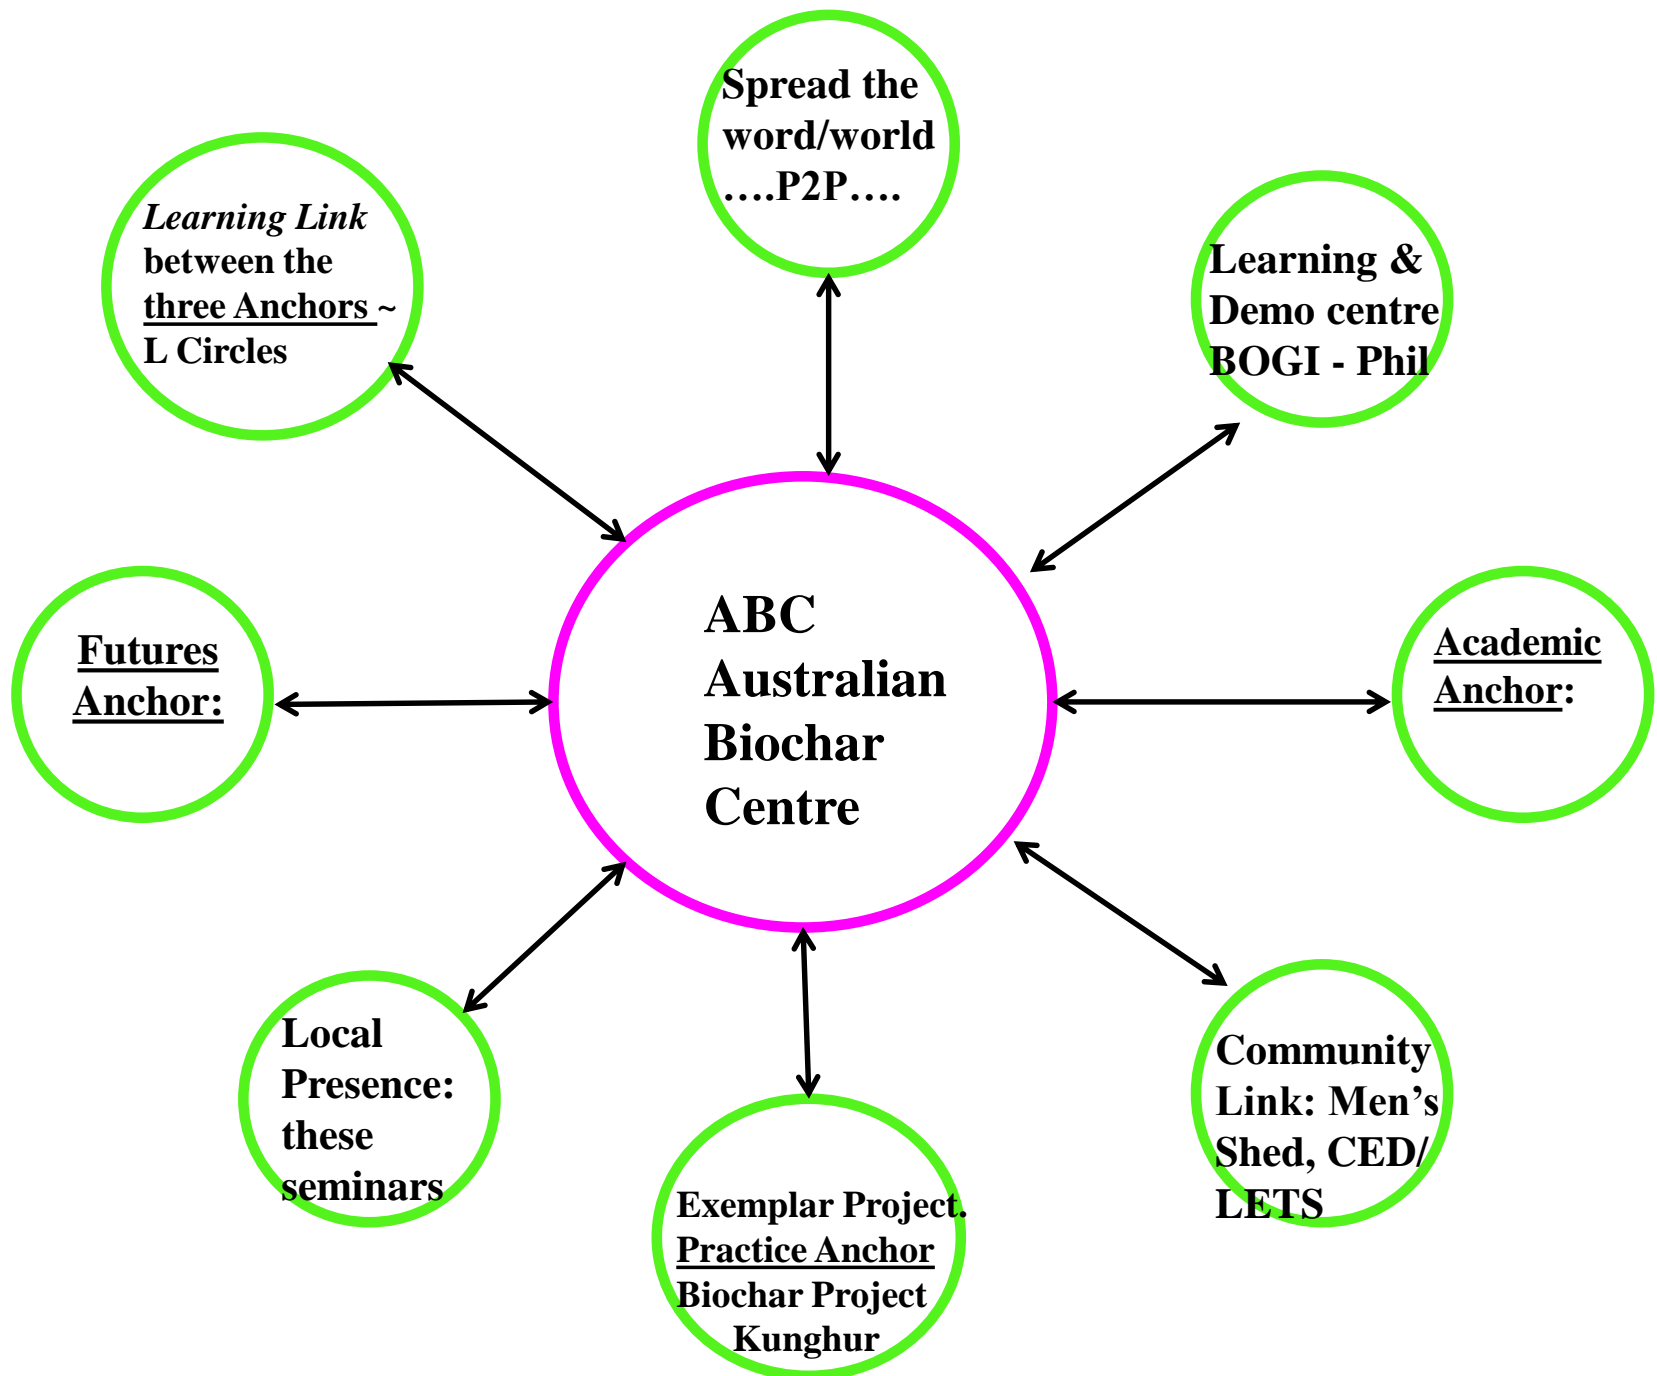 Spread the
word/world
….P2P….
Learning Link
between the
three Anchors ~
L Circles
Learning &
Demo centre
BOGI - Phil
Futures
Anchor:
ABC
Australian
Biochar
Centre
Academic
Anchor:
Local
Presence:
these
seminars
Exemplar Project.
Practice Anchor
Biochar Project
Kunghur
Community
Link: Men’s
Shed, CED/
LETS